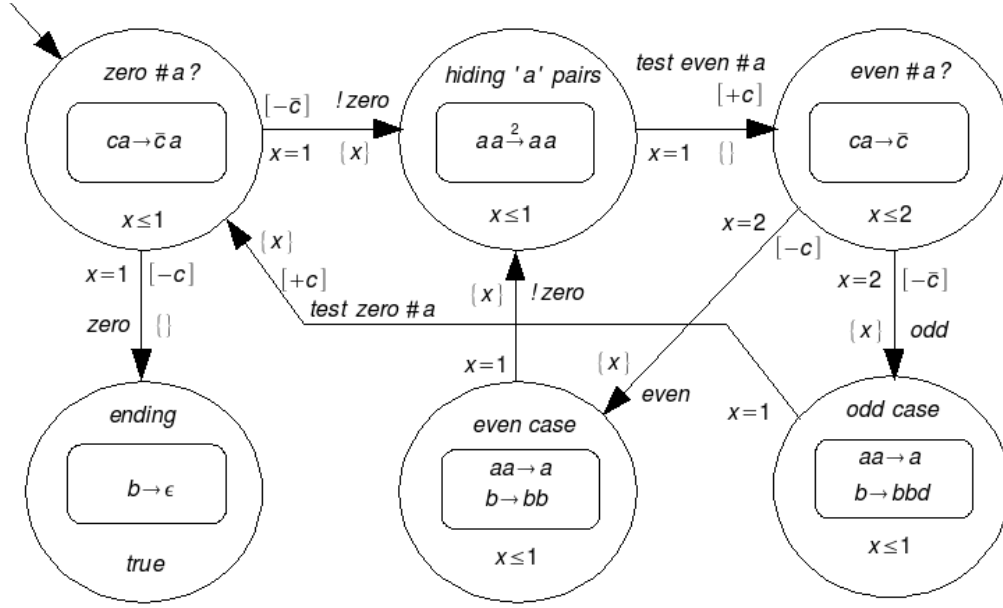 zero # a ?
ca → c̄ a
x ≤ 1
[−c̄] ! zero
x = 1 {x}
hiding ' a ' pairs
aa →² aa
x ≤ 1
test even # a
[+c]
x = 1 {}
even # a ?
ca → c̄
x ≤ 2
x = 1 [−c]
zero {}
{x}
[+c]
test zero # a
{x} ! zero
x = 1
x = 2
[−c]
{x}
even
x = 2 [−c̄]
{x} odd
x = 1
ending
b → ϵ
true
even case
aa → a
b → bb
x ≤ 1
odd case
aa → a
b → bbd
x ≤ 1